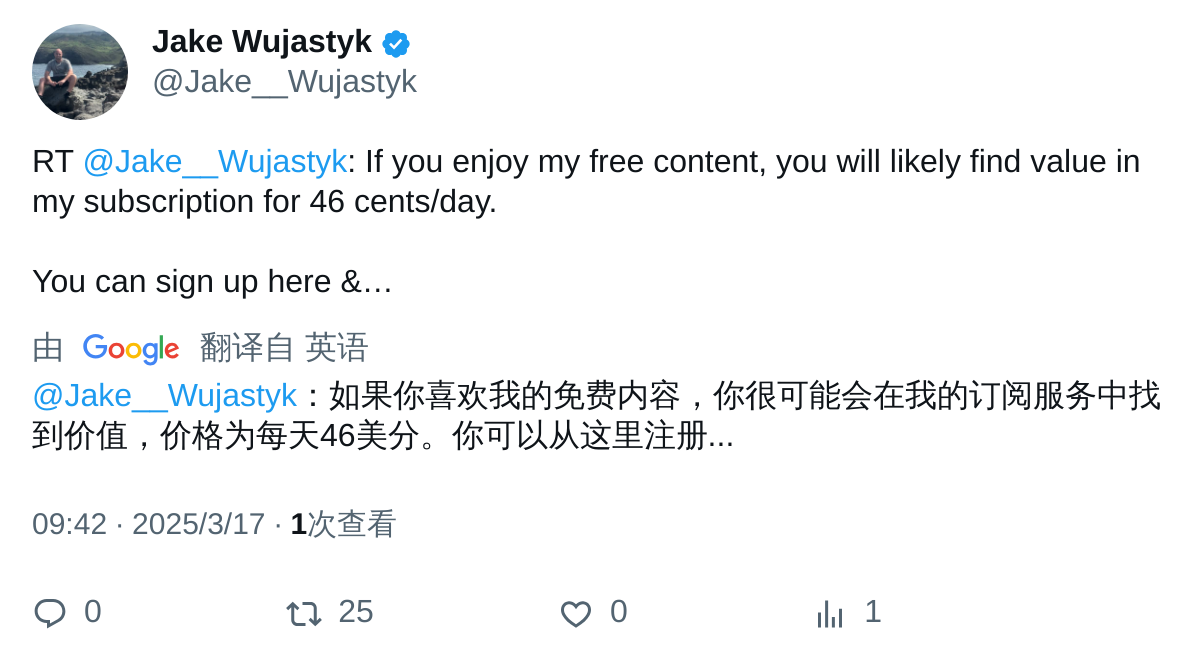 Jake Wujastyk
@Jake__Wujastyk
RT @Jake__Wujastyk: If you enjoy my free content, you will likely find value in
my subscription for 46 cents/day.
You can sign up here &…
由 Google 翻译自 英语
@Jake__Wujastyk：如果你喜欢我的免费内容，你很可能会在我的订阅服务中找
到价值，价格为每天46美分。你可以从这里注册...
09:42 · 2025/3/17 · 1次查看
0 25 0 1